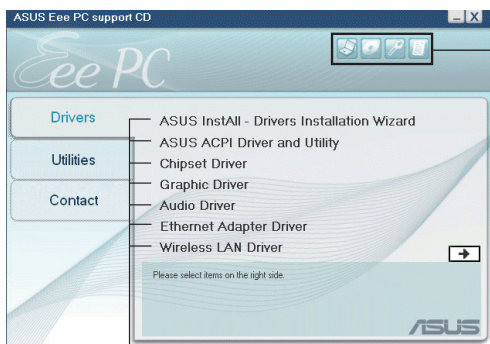 ASUS Eee PC support CD
Eee PC
Drivers
Utilities
Contact
ASUS InstAll - Drivers Installation Wizard
ASUS ACPI Driver and Utility
Chipset Driver
Graphic Driver
Audio Driver
Ethernet Adapter Driver
Wireless LAN Driver
Please select items on the right side.
ASUS